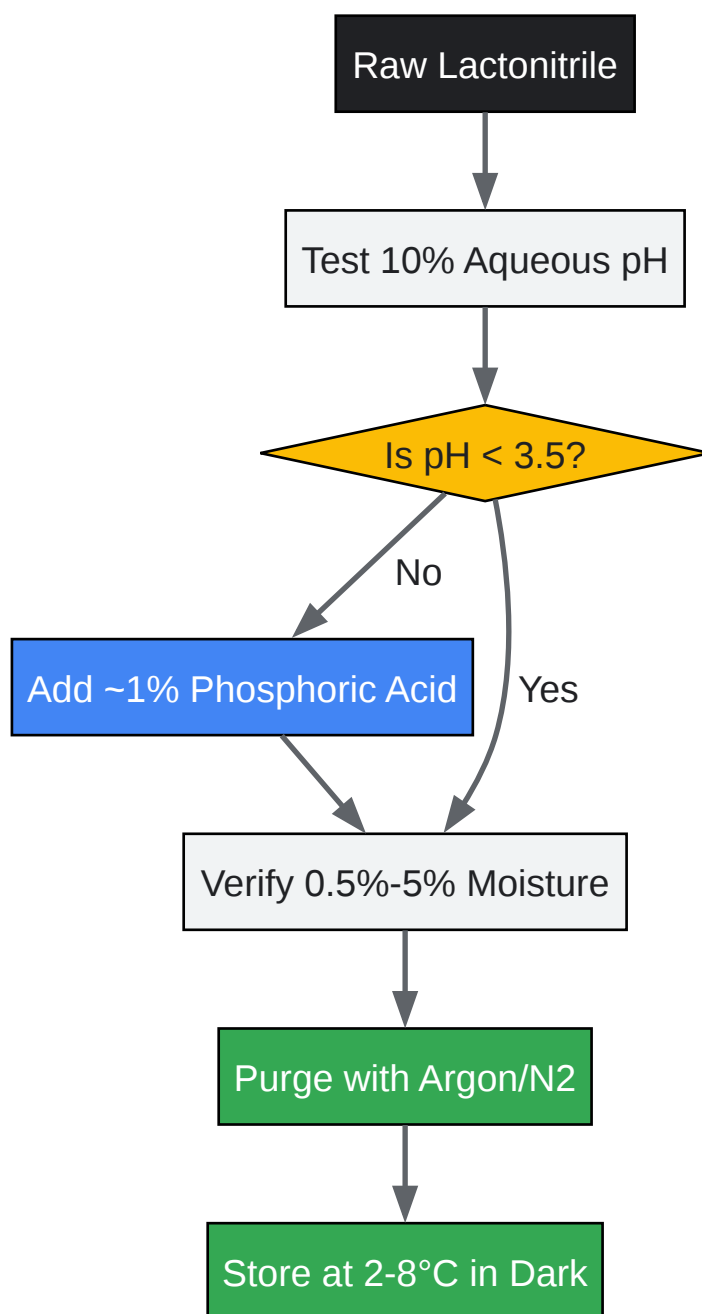 Raw Lactonitrile
Test 10% Aqueous pH
Is pH < 3.5?
No
Add ~1% Phosphoric Acid
Yes
Verify 0.5%-5% Moisture
Purge with Argon/N2
Store at 2-8°C in Dark